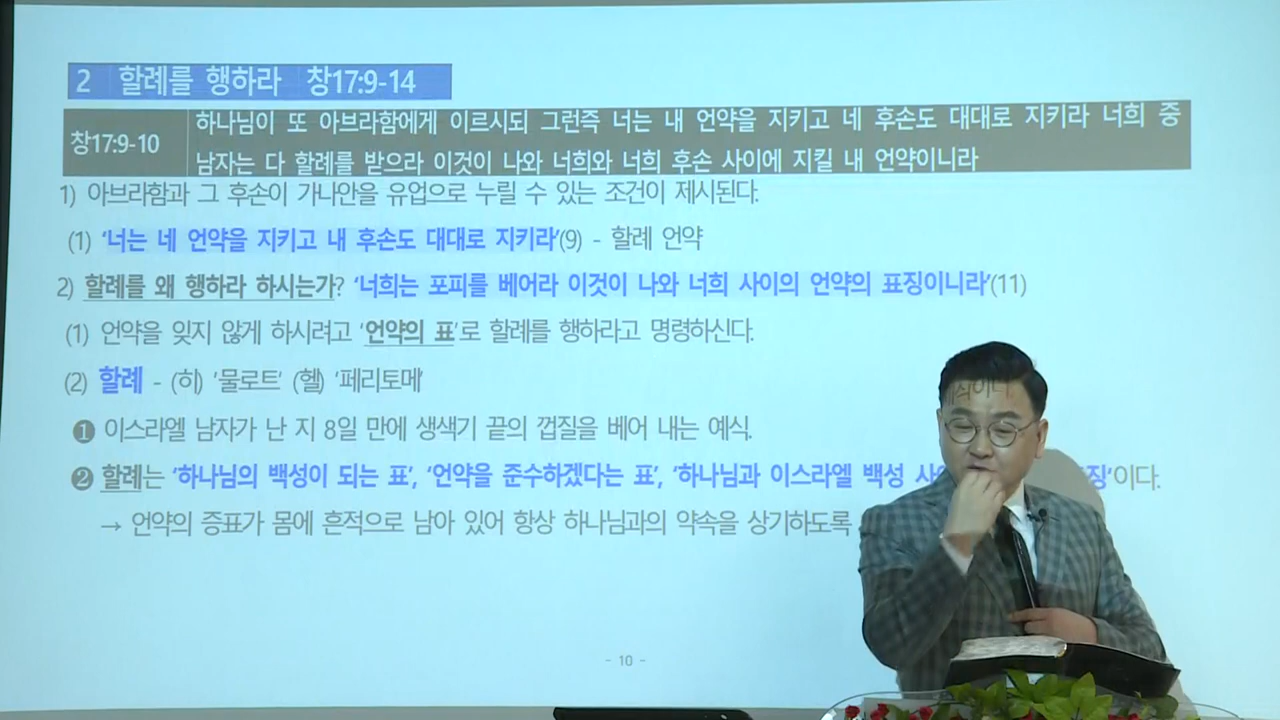 2 할례를 행하라 창17:9-14
창17:9-10 하나님이 또 아브라함에게 이르시되 그런즉 너는 내 언약을 지키고 네 후손도 대대로 지키라 너희 중
남자는 다 할례를 받으라 이것이 나와 너희와 너희 후손 사이에 지킬 내 언약이니라
1) 아브라함과 그 후손이 가나안을 유업으로 누릴 수 있는 조건이 제시된다.
(1) '너는 네 언약을 지키고 내 후손도 대대로 지키라'(9) - 할례 언약
2) 할례를 왜 행하라 하시는가? '너희는 포피를 베어라 이것이 나와 너희 사이의 언약의 표징이니라'(11)
(1) 언약을 잊지 않게 하시려고 '언약의 표'로 할례를 행하라고 명령하신다.
(2) 할례 - (히) '물로트' (헬) '페리토메'
❶ 이스라엘 남자가 난 지 8일 만에 생색기 끝의 껍질을 베어 내는 예식.
❷ 할례는 '하나님의 백성이 되는 표', '언약을 준수하겠다는 표', '하나님과 이스라엘 백성 징'이다.
→ 언약의 증표가 몸에 흔적으로 남아 있어 항상 하나님과의 약속을 상기하도록
- 10 -